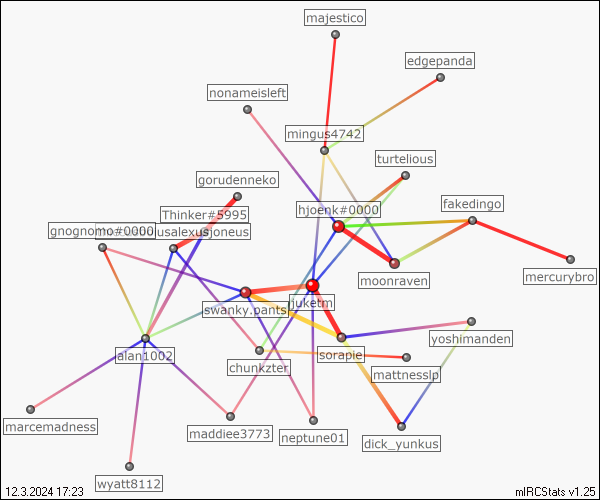 majestico
edgepanda
nonameisleft
mingus4742
turtelious
gorudenneko
fakedingo
hjoenk#0000
Thinker#5995
gnognomo#0000
moonraven
mercurybro
juketm
swanky.pants
yoshimanden
sorapie
alan1002
chunkzter
mattnesslp
marcemadness
maddiee3773
neptune01
dick_yunkus
wyatt8112
12.3.2024 17:23
mIRCStats v1.25